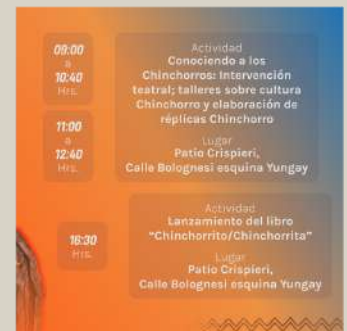 09:00
a
10:40
Hrs.
11:00
a
12:40
Hrs.
Actividad
Conociendo a los
Chinchorros: Intervención
teatral; talleres sobre cultura
Chinchorro y elaboración de
réplicas Chinchorro
Lugar
Patio Crispieri,
Calle Bolognesi esquina Yungay
16:30
Hrs.
Actividad
Lanzamiento del libro
“Chinchorrito/Chinchorrita”
Lugar
Patio Crispieri,
Calle Bolognesi esquina Yungay